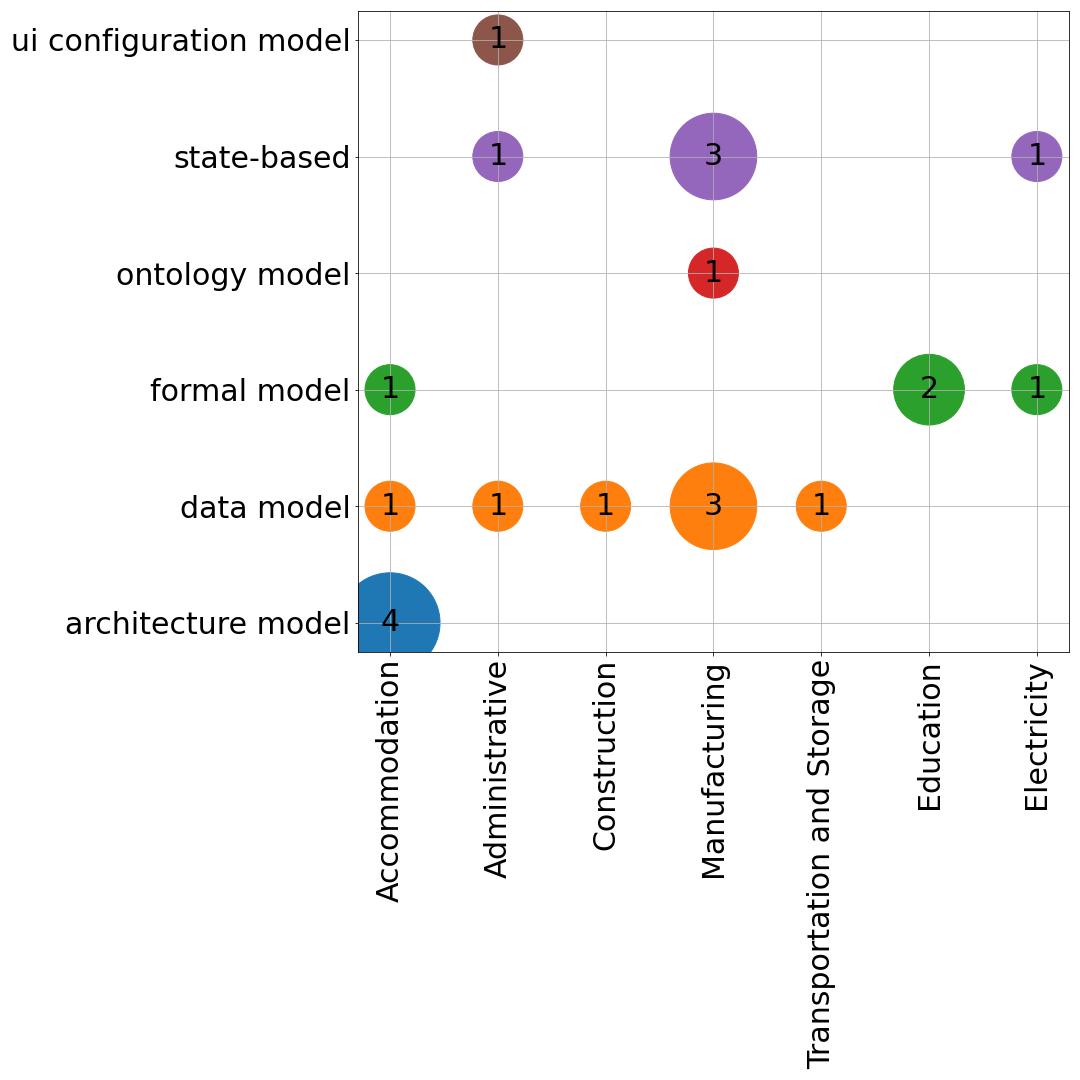 ui configuration model
1
state-based
1
3
1
ontology model
1
formal model
1
2
1
data model
1
1
1
3
1
architecture model
4
Accommodation
Administrative
Construction
Manufacturing
Transportation and Storage
Education
Electricity